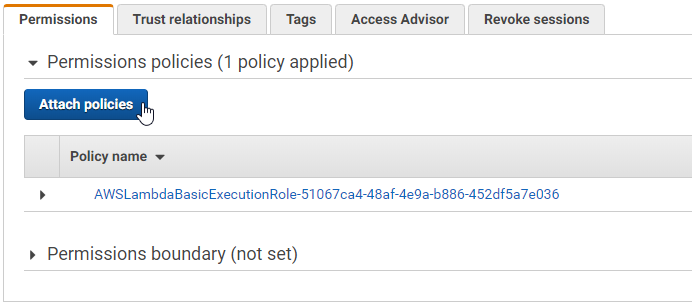 Permissions
Trust relationships
Tags
Access Advisor
Revoke sessions
Permissions policies (1 policy applied)
Attach policies
Policy name
AWSLambdaBasicExecutionRole-51067ca4-48af-4e9a-b886-452df5a7e036
Permissions boundary (not set)